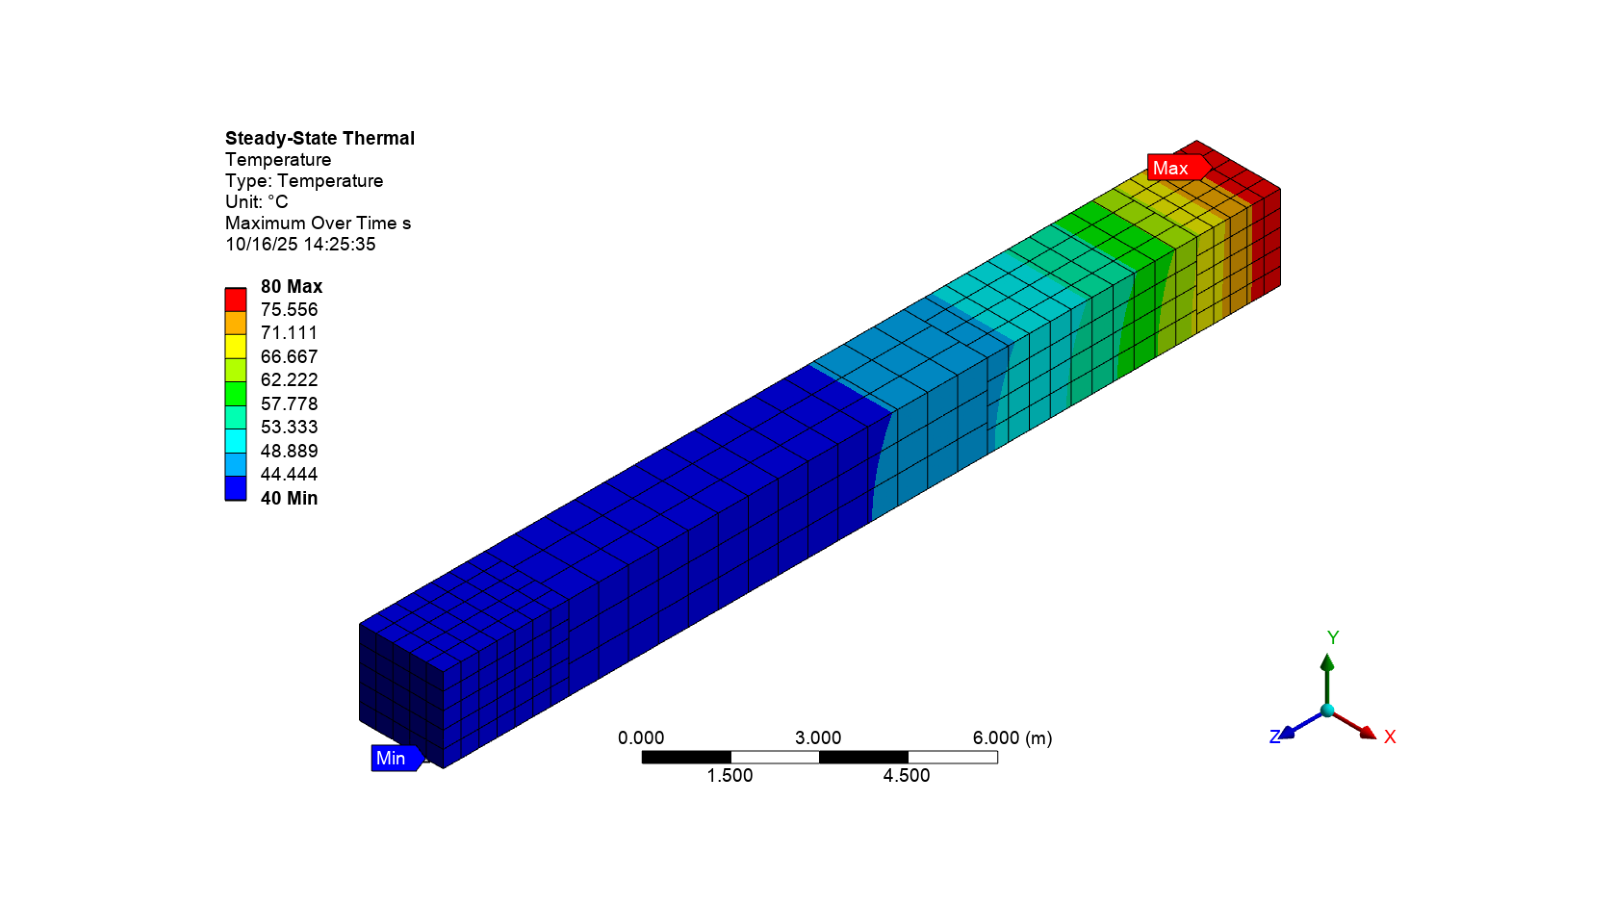 Steady-State Thermal
Temperature
Type: Temperature
Unit: °C
Maximum Over Time s
10/16/25 14:25:35
80 Max
75.556
71.111
66.667
62.222
57.778
53.333
48.889
44.444
40 Min
Max
Min
0.000 3.000 6.000 (m)
1.500 4.500
Y
Z X